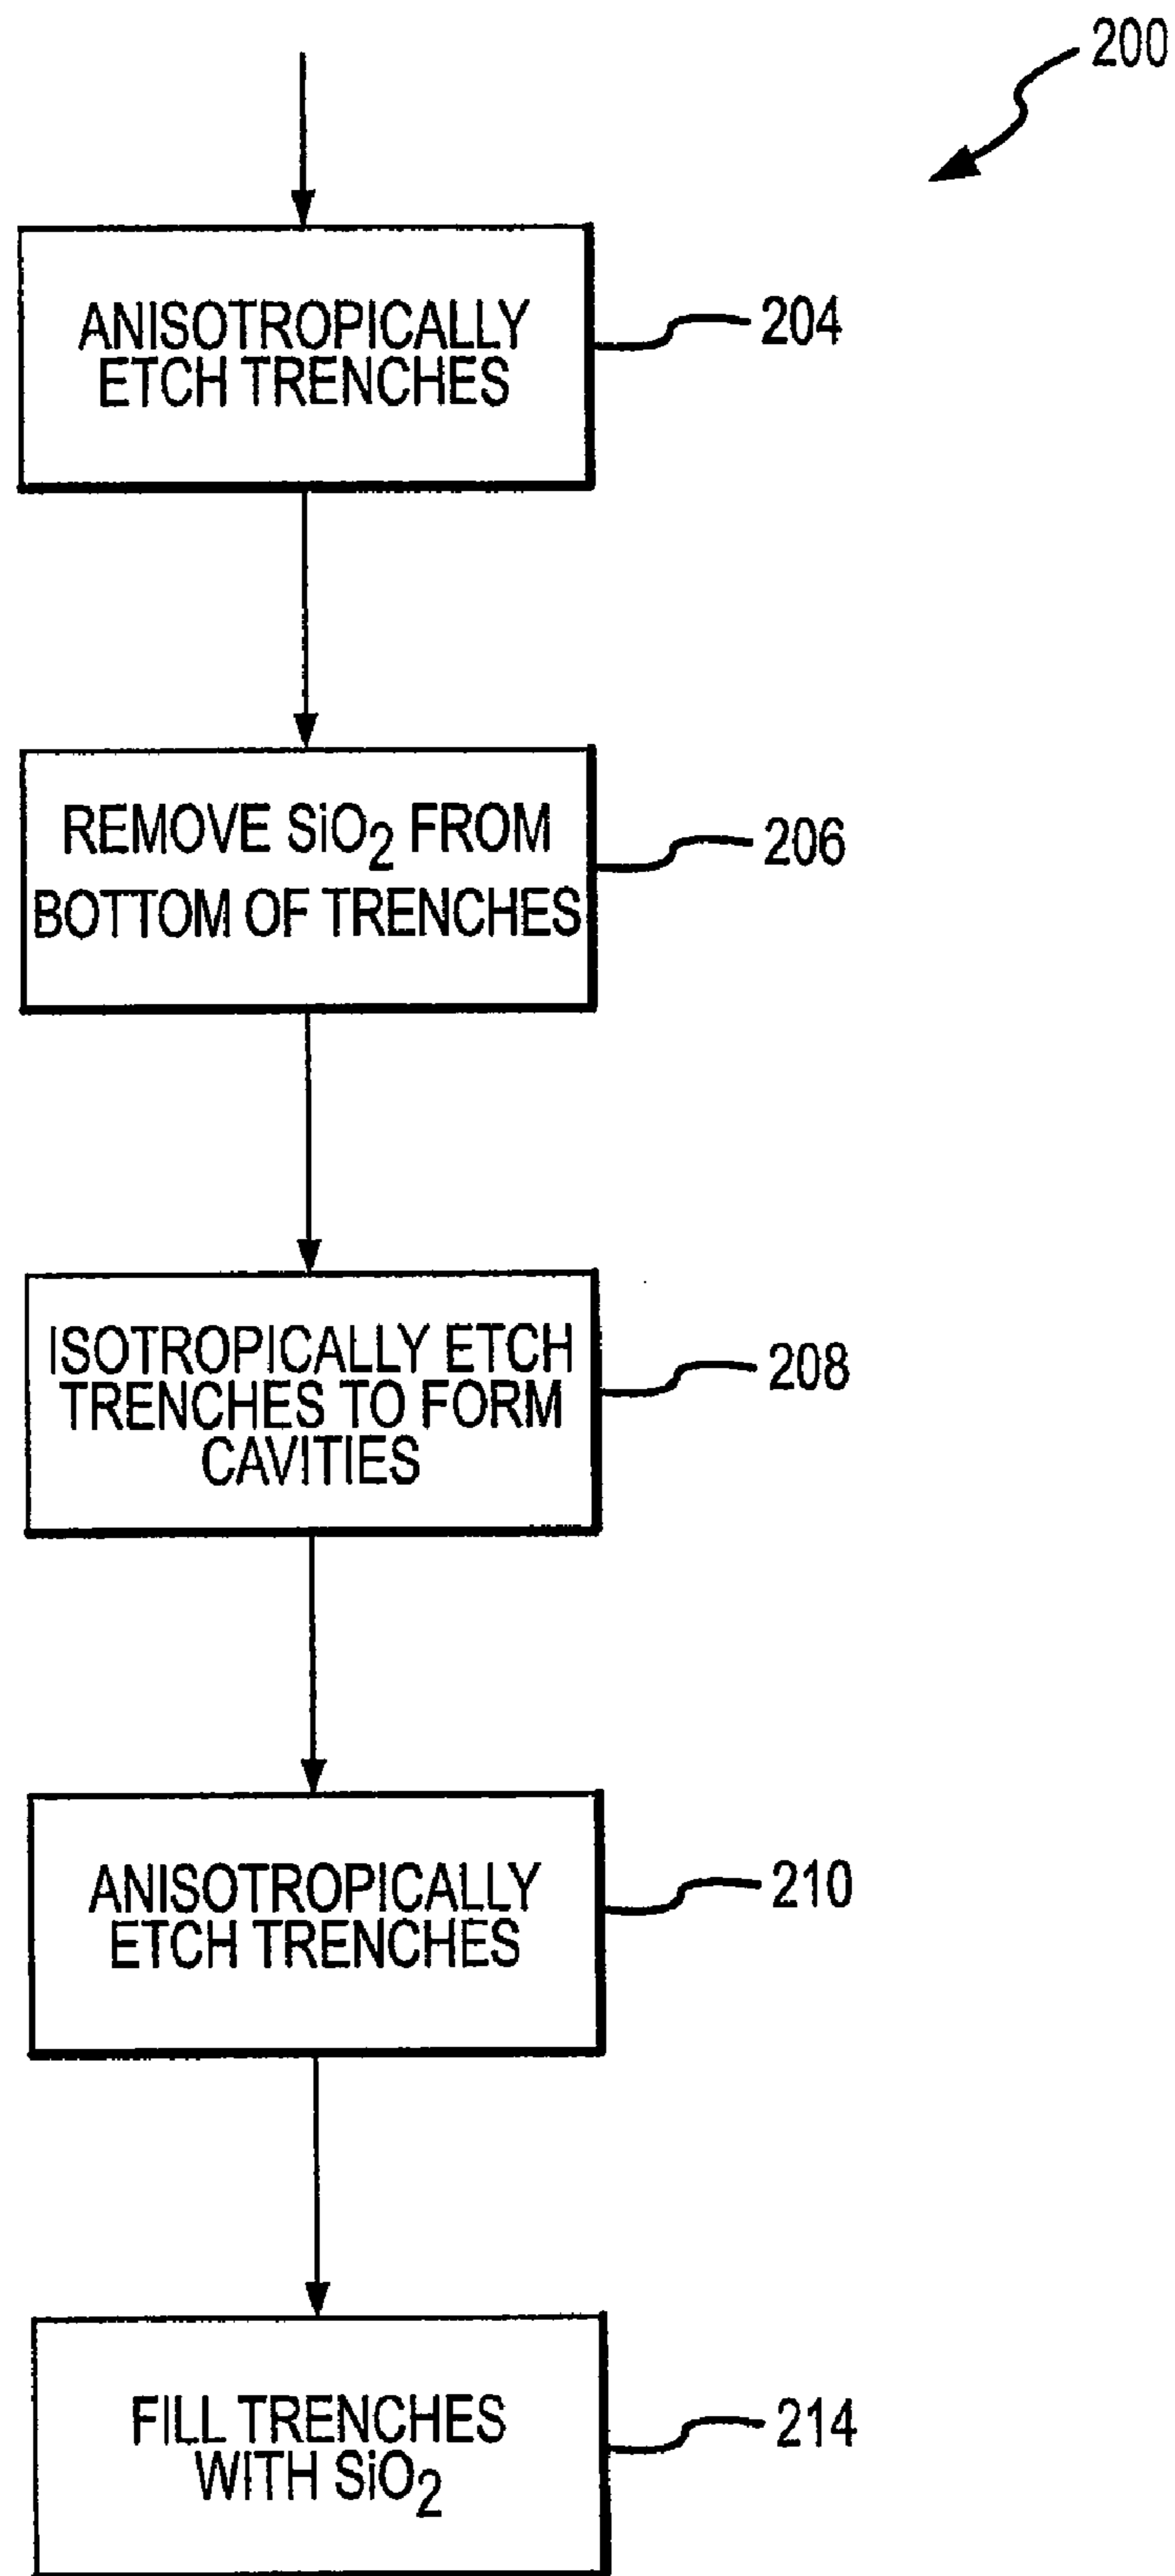 200
ANISOTROPICALLY
ETCH TRENCHES
204
REMOVE SiO2 FROM
BOTTOM OF TRENCHES
206
ISOTROPICALLY ETCH
TRENCHES TO FORM
CAVITIES
208
ANISOTROPICALLY
ETCH TRENCHES
210
FILL TRENCHES
WITH SiO2
214